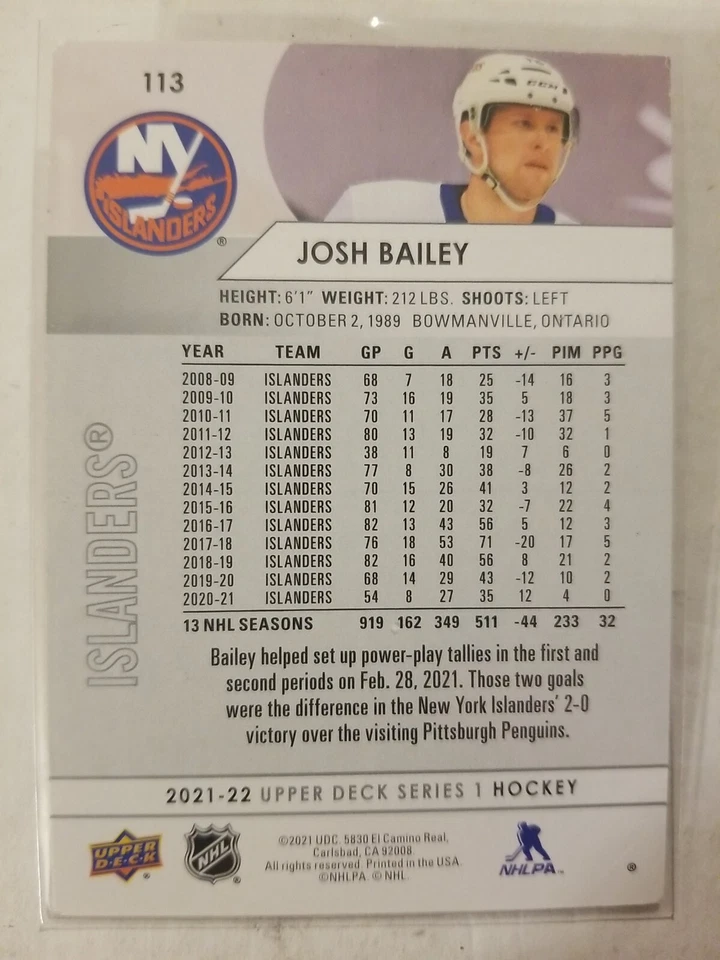 113
CCM
NY
ISLANDERS
®
JOSH BAILEY
HEIGHT: 6'1" WEIGHT: 212 LBS. SHOOTS: LEFT
BORN: OCTOBER 2, 1989 BOWMANVILLE, ONTARIO
YEAR TEAM GP G A PTS +/- PIM PPG
2008-09 ISLANDERS 68 7 18 25 -14 16 3
2009-10 ISLANDERS 73 16 19 35 5 18 3
2010-11 ISLANDERS 70 11 17 28 -13 37 5
2011-12 ISLANDERS 80 13 19 32 -10 32 1
2012-13 ISLANDERS 38 11 8 19 7 6 0
2013-14 ISLANDERS 77 8 30 38 -8 26 2
2014-15 ISLANDERS 70 15 26 41 3 12 2
2015-16 ISLANDERS 81 12 20 32 -7 22 4
2016-17 ISLANDERS 82 13 43 56 5 12 3
2017-18 ISLANDERS 76 18 53 71 -20 17 5
2018-19 ISLANDERS 82 16 40 56 8 21 2
2019-20 ISLANDERS 68 14 29 43 -12 10 2
2020-21 ISLANDERS 54 8 27 35 12 4 0
13 NHL SEASONS 919 162 349 511 -44 233 32
ISLANDERS®
Bailey helped set up power-play tallies in the first and
second periods on Feb. 28, 2021. Those two goals
were the difference in the New York Islanders' 2-0
victory over the visiting Pittsburgh Penguins.
2021-22 UPPER DECK SERIES 1 HOCKEY
UPPER
DECK
®
NHL
®
©2021 UDC. 5830 El Camino Real,
Carlsbad, CA 92008.
All rights reserved. Printed in the USA.
©NHLPA. © NHL.
NHLPA™
®